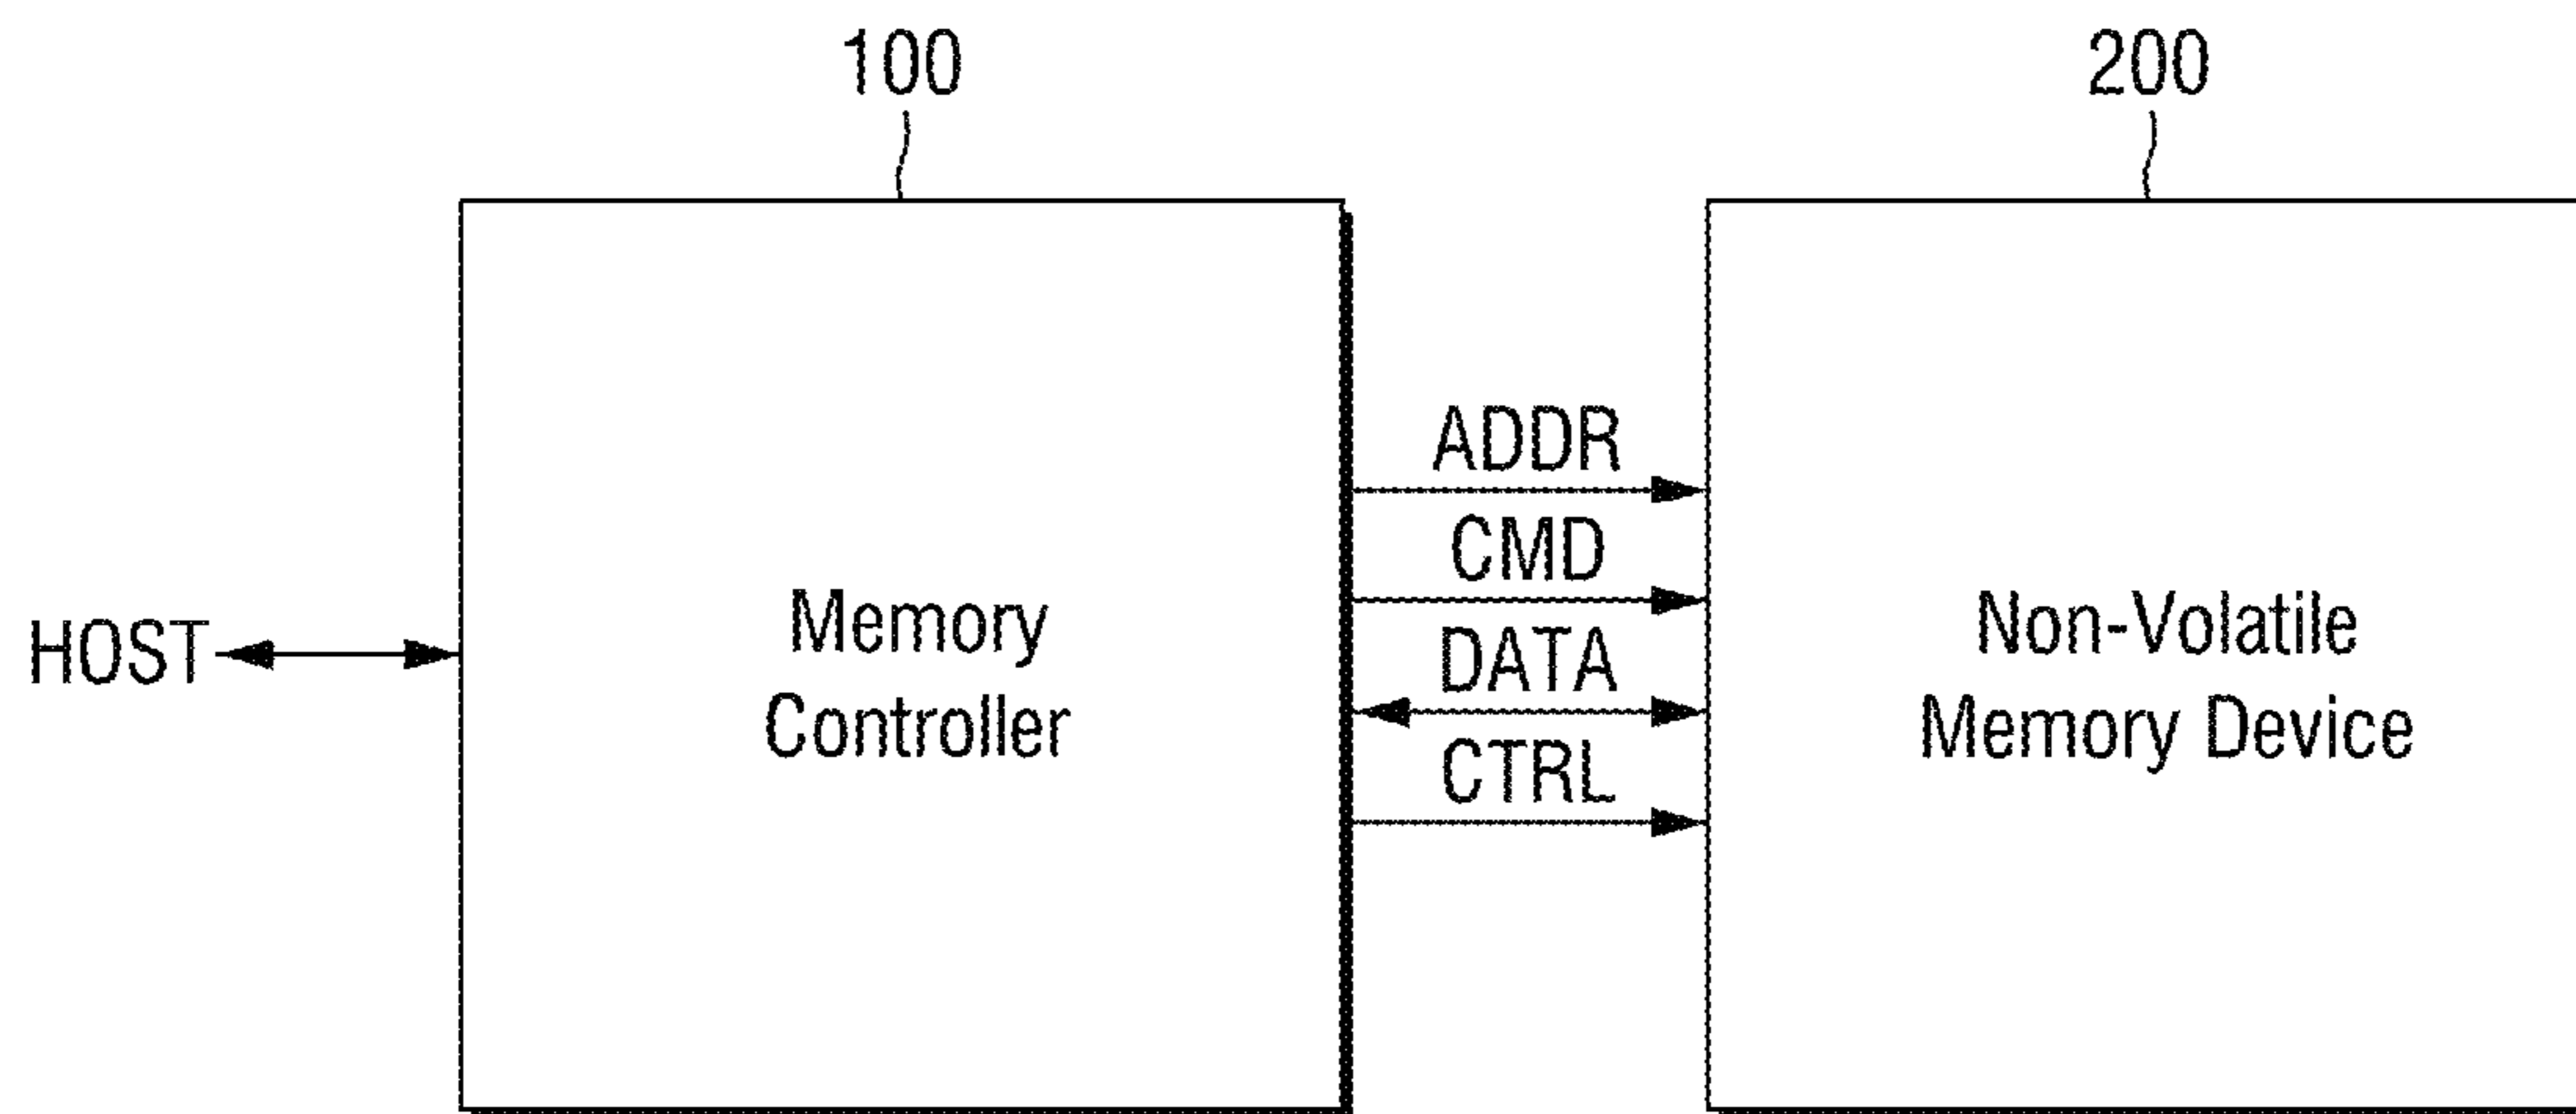 100
200
ADDR
CMD
DATA
CTRL
HOST
Memory
Controller
Non-Volatile
Memory Device